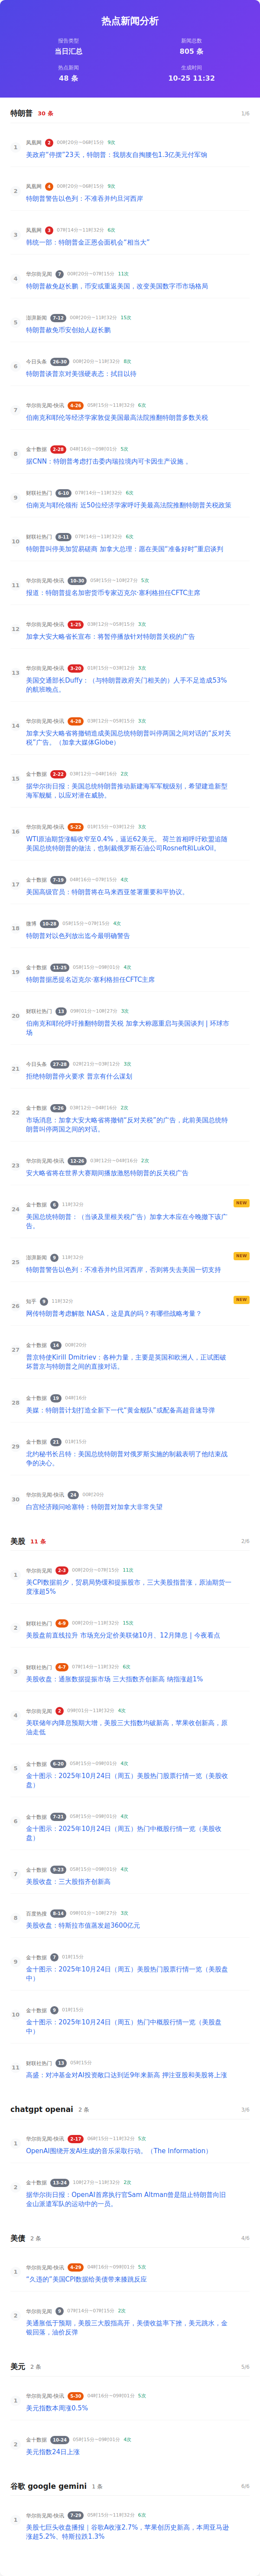 热点新闻分析
报告类型
当日汇总
新闻总数
805 条
热点新闻
48 条
生成时间
10-25 11:32
特朗普 30 条 1/6
1
凤凰网 2 00时20分~06时15分 9次
美政府“停摆”23天，特朗普：我朋友自掏腰包1.3亿美元付军饷
2
凤凰网 4 00时20分~06时15分 9次
特朗普警告以色列：不准吞并约旦河西岸
3
凤凰网 3 07时14分~11时32分 6次
韩统一部：特朗普金正恩会面机会“相当大”
4
华尔街见闻 7 00时20分~07时15分 11次
特朗普赦免赵长鹏，币安或重返美国，改变美国数字币市场格局
5
澎湃新闻 7-12 00时20分~11时32分 15次
特朗普赦免币安创始人赵长鹏
6
今日头条 26-30 00时20分~11时32分 8次
特朗普谈普京对美强硬表态：拭目以待
7
华尔街见闻-快讯 4-26 05时15分~11时32分 6次
伯南克和耶伦等经济学家敦促美国最高法院推翻特朗普多数关税
8
金十数据 2-28 04时16分~09时01分 5次
据CNN：特朗普考虑打击委内瑞拉境内可卡因生产设施 。
9
财联社热门 6-10 07时14分~11时32分 6次
伯南克与耶伦领衔 近50位经济学家呼吁美最高法院推翻特朗普关税政策
10
财联社热门 8-11 07时14分~11时32分 6次
特朗普叫停美加贸易磋商 加拿大总理：愿在美国“准备好时”重启谈判
11
华尔街见闻-快讯 10-30 05时15分~10时27分 5次
报道：特朗普提名加密货币专家迈克尔·塞利格担任CFTC主席
12
华尔街见闻-快讯 1-25 03时12分~05时15分 3次
加拿大安大略省长宣布：将暂停播放针对特朗普关税的广告
13
华尔街见闻-快讯 3-20 01时15分~03时12分 3次
美国交通部长Duffy：（与特朗普政府关门相关的）人手不足造成53%
的航班晚点。
14
华尔街见闻-快讯 4-28 03时12分~05时15分 3次
加拿大安大略省将撤销造成美国总统特朗普叫停两国之间对话的“反对关
税”广告。（加拿大媒体Globe）
15
金十数据 2-22 03时12分~04时16分 2次
据华尔街日报：美国总统特朗普推动新建海军军舰级别，希望建造新型
海军舰艇，以应对潜在威胁。
16
华尔街见闻-快讯 5-22 01时15分~03时12分 3次
WTI原油期货涨幅收窄至0.4%，逼近62美元。 荷兰首相呼吁欧盟追随
美国总统特朗普的做法，也制裁俄罗斯石油公司Rosneft和LukOil。
17
金十数据 7-19 04时16分~07时15分 4次
美国高级官员：特朗普将在马来西亚签署重要和平协议。
18
微博 10-28 05时15分~07时15分 4次
特朗普对以色列放出迄今最明确警告
19
金十数据 11-25 05时15分~09时01分 4次
特朗普据悉提名迈克尔·塞利格担任CFTC主席
20
财联社热门 13 09时01分~10时27分 3次
伯南克和耶伦呼吁推翻特朗普关税 加拿大称愿重启与美国谈判 | 环球市
场
21
今日头条 27-28 02时21分~03时12分 3次
拒绝特朗普停火要求 普京有什么谋划
22
金十数据 6-26 03时12分~04时16分 2次
市场消息：加拿大安大略省将撤销“反对关税”的广告，此前美国总统特
朗普叫停两国之间的对话。
23
华尔街见闻-快讯 12-26 03时12分~04时16分 2次
安大略省将在世界大赛期间播放激怒特朗普的反关税广告
24
金十数据 6 11时32分 NEW
美国总统特朗普：（当谈及里根关税广告）加拿大本应在今晚撤下该广
告。
25
澎湃新闻 9 11时32分 NEW
特朗普警告以色列：不准吞并约旦河西岸，否则将失去美国一切支持
26
知乎 9 11时32分 NEW
网传特朗普考虑解散 NASA，这是真的吗？有哪些战略考量？
27
金十数据 14 00时20分
普京特使Kirill Dmitriev：各种力量，主要是英国和欧洲人，正试图破
坏普京与特朗普之间的直接对话。
28
金十数据 19 04时16分
美媒：特朗普计划打造全新下一代“黄金舰队”或配备高超音速导弹
29
金十数据 21 01时15分
北约秘书长吕特：美国总统特朗普对俄罗斯实施的制裁表明了他结束战
争的决心。
30
华尔街见闻-快讯 24 00时20分
白宫经济顾问哈塞特：特朗普对加拿大非常失望
美股 11 条 2/6
1
华尔街见闻 2-3 00时20分~07时15分 11次
美CPI数据前夕，贸易局势缓和提振股市，三大美股指普涨，原油期货一
度涨超5%
2
财联社热门 4-9 00时20分~11时32分 15次
美股盘前直线拉升 市场充分定价美联储10月、12月降息 | 今夜看点
3
财联社热门 4-7 07时14分~11时32分 6次
美股收盘：通胀数据提振市场 三大指数齐创新高 纳指涨超1%
4
华尔街见闻 2 09时01分~11时32分 4次
美联储年内降息预期大增，美股三大指数均破新高，苹果收创新高，原
油走低
5
金十数据 6-20 05时15分~09时01分 4次
金十图示：2025年10月24日（周五）美股热门股票行情一览（美股收
盘）
6
金十数据 7-21 05时15分~09时01分 4次
金十图示：2025年10月24日（周五）热门中概股行情一览（美股收
盘）
7
金十数据 9-23 05时15分~09时01分 4次
美股收盘：三大股指齐创新高
8
百度热搜 8-14 09时01分~10时27分 3次
美股收盘：特斯拉市值蒸发超3600亿元
9
金十数据 7 01时15分
金十图示：2025年10月24日（周五）美股热门股票行情一览（美股盘
中）
10
金十数据 9 01时15分
金十图示：2025年10月24日（周五）热门中概股行情一览（美股盘
中）
11
财联社热门 13 05时15分
高盛：对冲基金对AI投资敞口达到近9年来新高 押注亚股和美股将上涨
chatgpt openai 2 条 3/6
1
华尔街见闻-快讯 2-17 06时15分~11时32分 5次
OpenAI围绕开发AI生成的音乐采取行动。（The Information）
2
金十数据 13-24 10时27分~11时32分 2次
据华尔街日报：OpenAI首席执行官Sam Altman曾是阻止特朗普向旧
金山派遣军队的运动中的一员。
美债 2 条 4/6
1
华尔街见闻-快讯 4-29 04时16分~09时01分 5次
“久违的”美国CPI数据给美债带来膝跳反应
2
华尔街见闻 9 07时14分~07时15分 2次
美通胀低于预期，美股三大股指高开，美债收益率下挫，美元跳水，金
银回落，油价反弹
美元 2 条 5/6
1
华尔街见闻-快讯 5-30 04时16分~09时01分 5次
美元指数本周涨0.5%
2
金十数据 10-24 05时15分~09时01分 4次
美元指数24日上涨
谷歌 google gemini 1 条 6/6
1
华尔街见闻-快讯 7-29 05时15分~11时32分 6次
美股七巨头收盘播报｜谷歌A收涨2.7%，苹果创历史新高，本周亚马逊
涨超5.2%、特斯拉跌1.3%